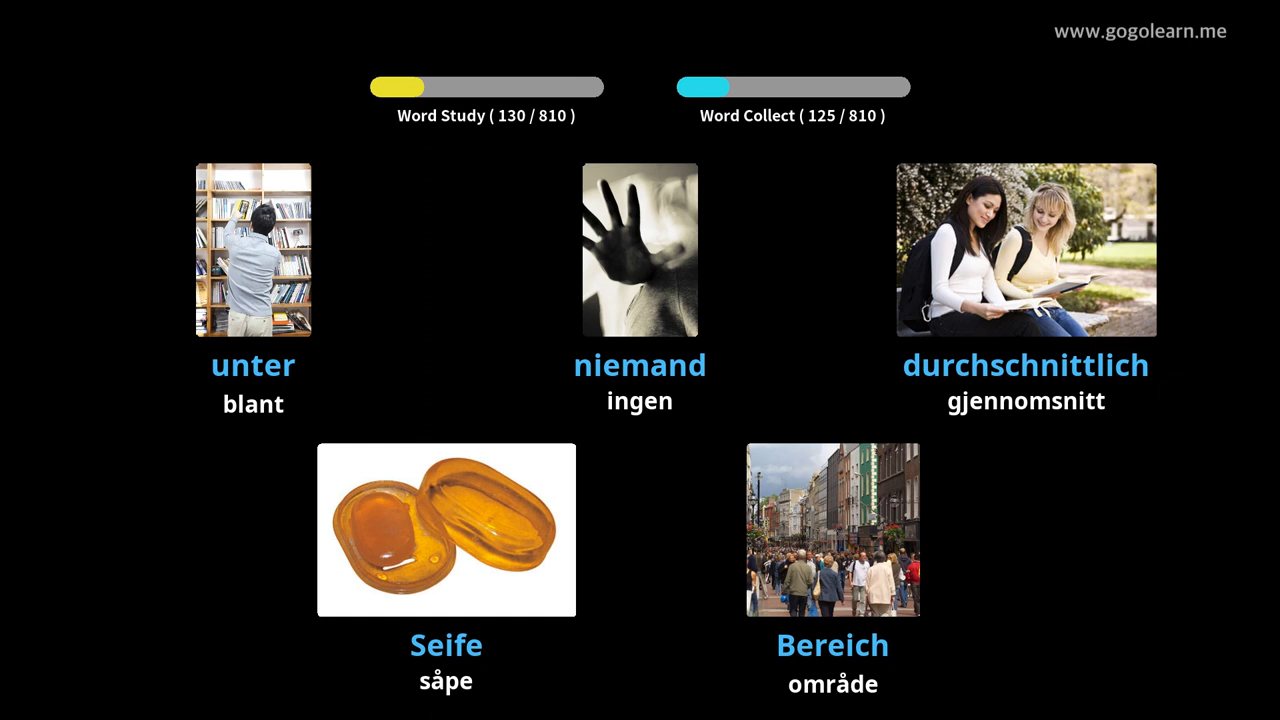 www.gogolearn.me
Word Study ( 130 / 810 )
Word Collect ( 125 / 810 )
unter
blant
niemand
ingen
durchschnittlich
gjennomsnitt
Seife
såpe
Bereich
område